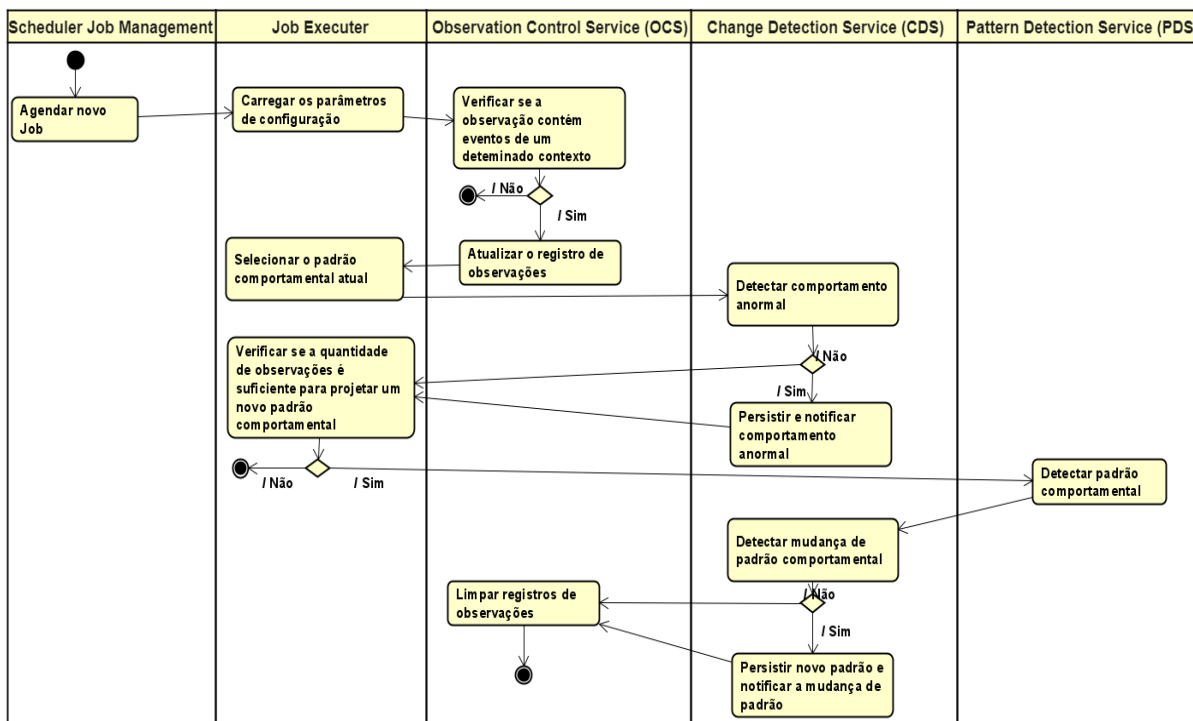 Scheduler Job Management
Job Executer
Observation Control Service (OCS)
Change Detection Service (CDS)
Pattern Detection Service (PDS
Agendar novo
Job
Carregar os parâmetros
de configuração
Verificar se a
observação contém
eventos de um
deteminado contexto
/ Não
/ Sim
Atualizar o registro de
observações
Selecionar o padrão
comportamental atual
Detectar comportamento
anormal
/ Não
/ Sim
Persistir e notificar
comportamento
anormal
Verificar se a quantidade
de observações é
suficiente para projetar um
novo padrão
comportamental
/ Não
/ Sim
Detectar padrão
comportamental
Detectar mudança de
padrão comportamental
/ Não
/ Sim
Persistir novo padrão e
notificar a mudança de
padrão
Limpar registros de
observações